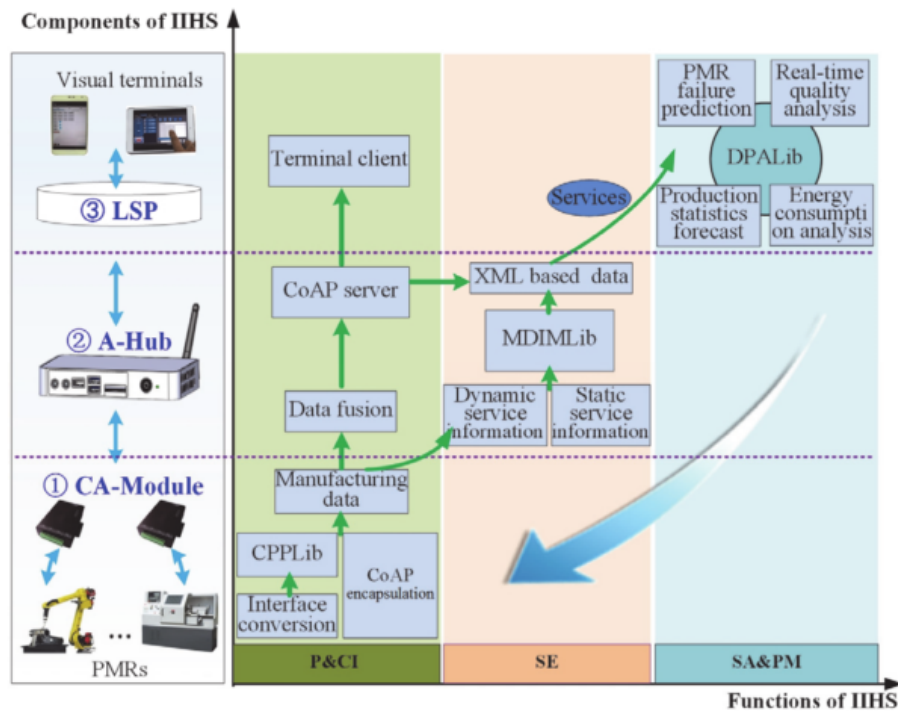 Components of IIHS
Visual terminals
③ LSP
② A-Hub
① CA-Module
...
PMRs
Terminal client
CoAP server
Data fusion
Manufacturing
data
CPPLib
Interface
conversion
CoAP
encapsulation
P&CI
Services
XML based data
MDIMLib
Dynamic
service
information
Static
service
information
SE
PMR
failure
prediction
Real-time
quality
analysis
DPALib
Production
statistics
forecast
Energy
consumpti
on analysis
SA&PM
Functions of IIHS